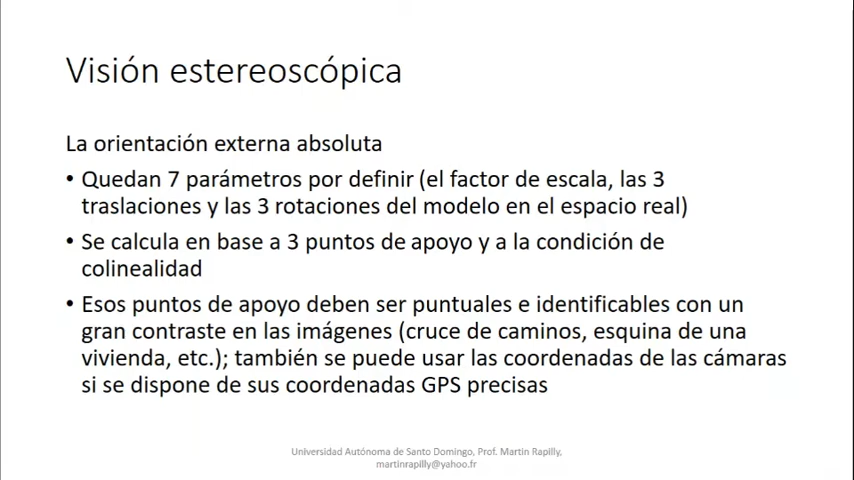 Visión estereoscópica
La orientación externa absoluta
• Quedan 7 parámetros por definir (el factor de escala, las 3
traslaciones y las 3 rotaciones del modelo en el espacio real)
• Se calcula en base a 3 puntos de apoyo y a la condición de
colinealidad
• Esos puntos de apoyo deben ser puntuales e identificables con un
gran contraste en las imágenes (cruce de caminos, esquina de una
vivienda, etc.); también se puede usar las coordenadas de las cámaras
si se dispone de sus coordenadas GPS precisas
Universidad Autónoma de Santo Domingo, Prof. Martin Rapilly,
martinrapilly@yahoo.fr